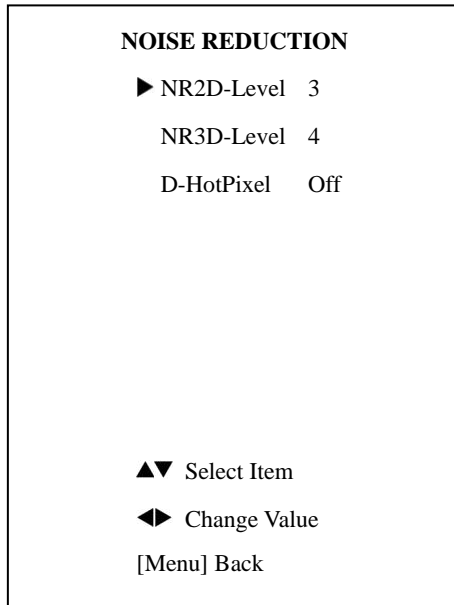 NOISE REDUCTION
▶ NR2D-Level 3
NR3D-Level 4
D-HotPixel Off
▲▼ Select Item
◀▶ Change Value
[Menu] Back